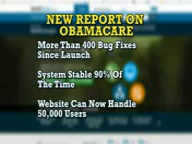 NEW REPORT ON
OBAMACARE
More Than 400 Bug Fixes
Since Launch
System Stable 90% Of
The Time
Website Can Now Handle
50,000 Users